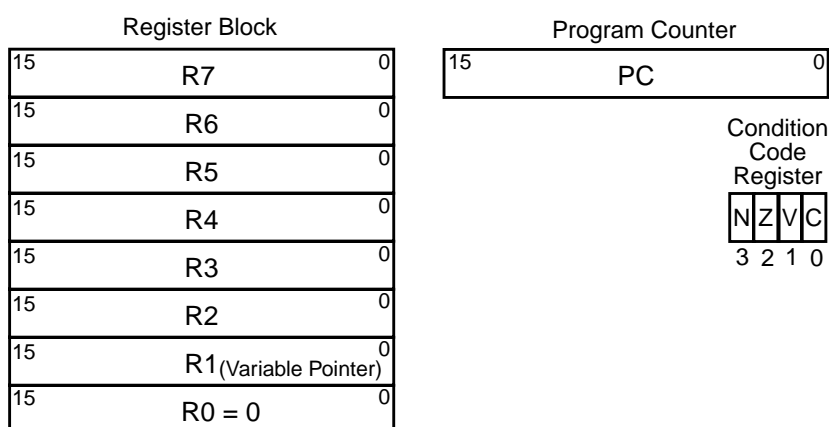 Register Block
15 R7 0
15 R6 0
15 R5 0
15 R4 0
15 R3 0
15 R2 0
15 R1(Variable Pointer) 0
15 R0 = 0 0
Program Counter
15 PC 0
Condition
Code
Register
N Z V C
3 2 1 0